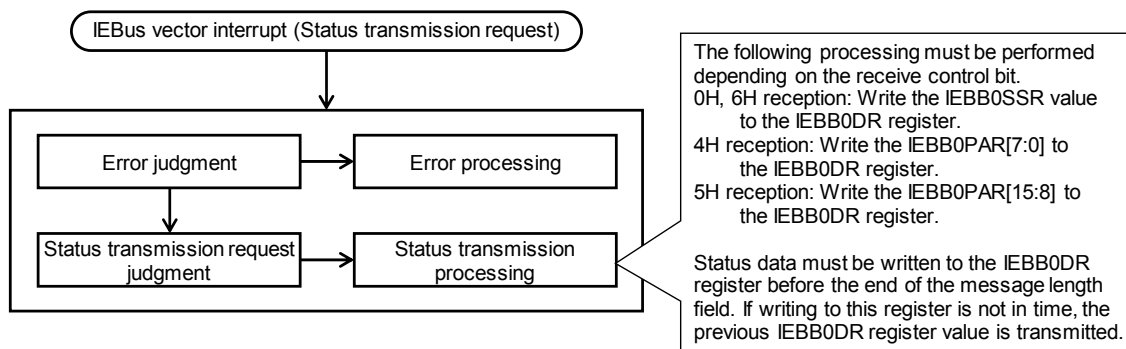 IEBus vector interrupt (Status transmission request)
Error judgment
Error processing
Status transmission request
judgment
Status transmission
processing
The following processing must be performed
depending on the receive control bit.
0H, 6H reception: Write the IEBB0SSR value
to the IEBB0DR register.
4H reception: Write the IEBB0PAR[7:0] to
the IEBB0DR register.
5H reception: Write the IEBB0PAR[15:8] to
the IEBB0DR register.
Status data must be written to the IEBB0DR
register before the end of the message length
field. If writing to this register is not in time, the
previous IEBB0DR register value is transmitted.